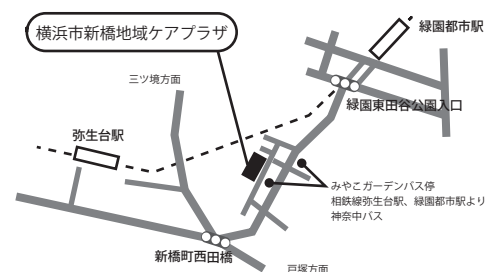 横浜市新橋地域ケアプラザ
緑園都市駅
三ツ境方面
緑園東田谷公園入口
弥生台駅
みやこガーデンバス停
相鉄線弥生台駅、緑園都市駅より
神奈中バス
新橋町西田橋
戸塚方面